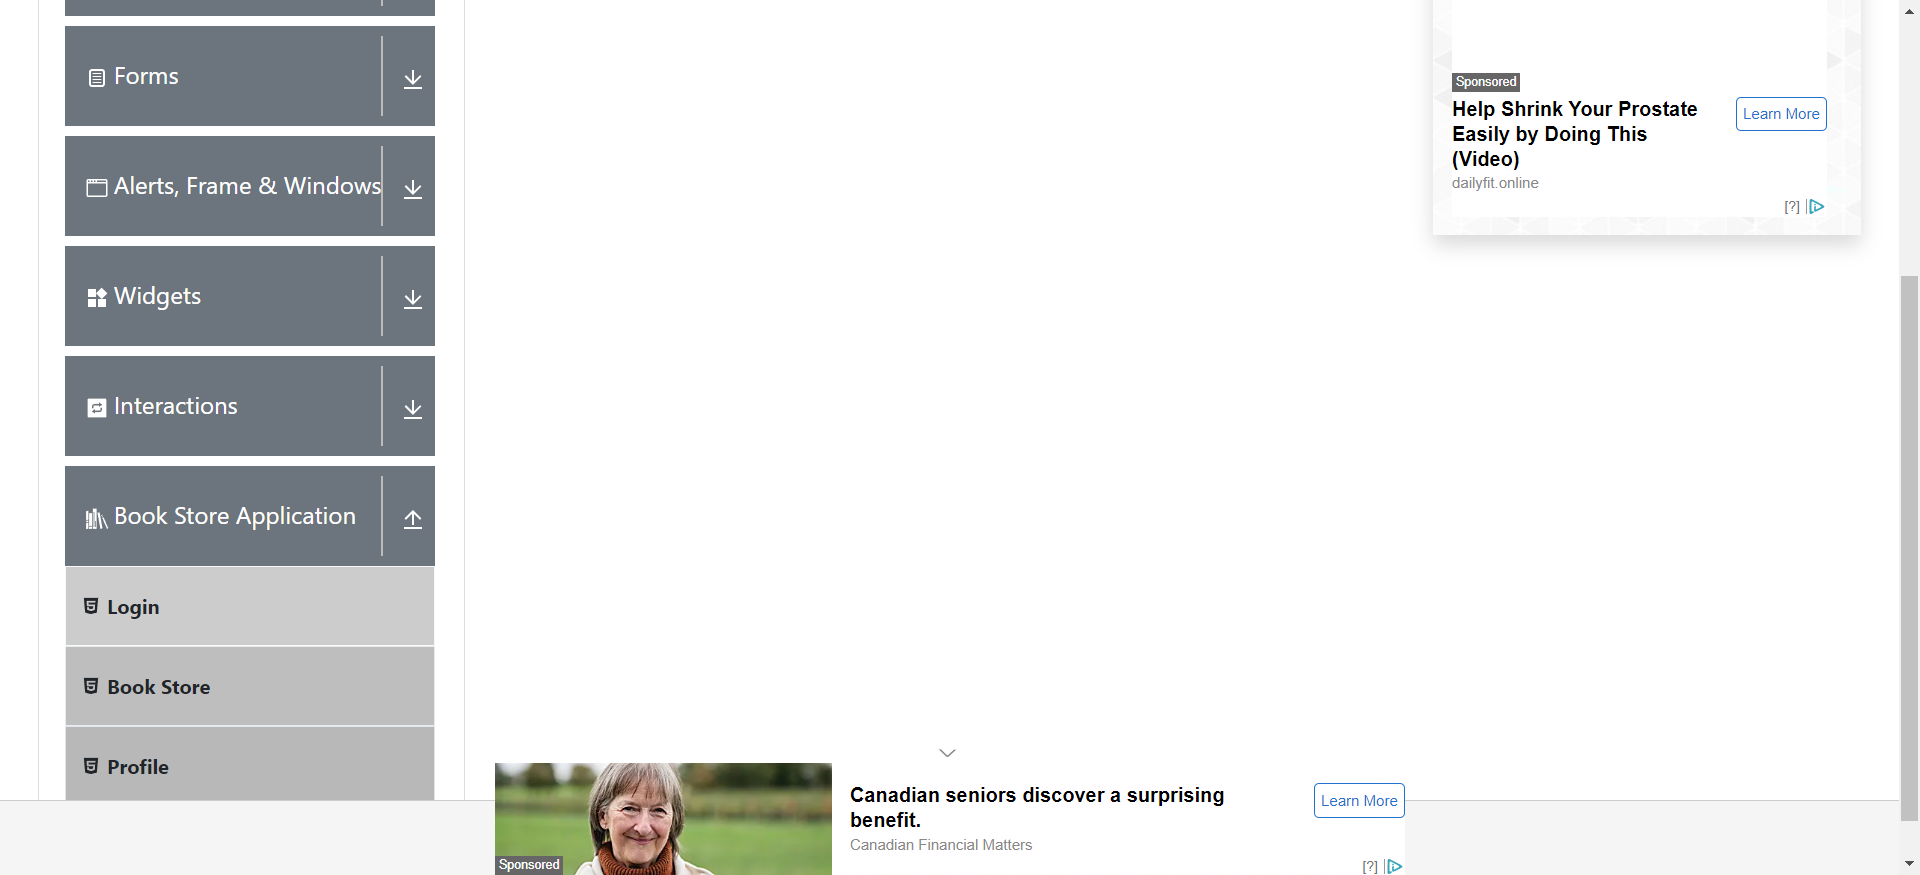 Forms
Alerts, Frame & Windows
Widgets
Interactions
Book Store Application
Login
Book Store
Profile
Sponsored
Help Shrink Your Prostate
Easily by Doing This
(Video)
dailyfit.online
Learn More
[?]
Canadian seniors discover a surprising
benefit.
Canadian Financial Matters
Learn More
Sponsored
[?]